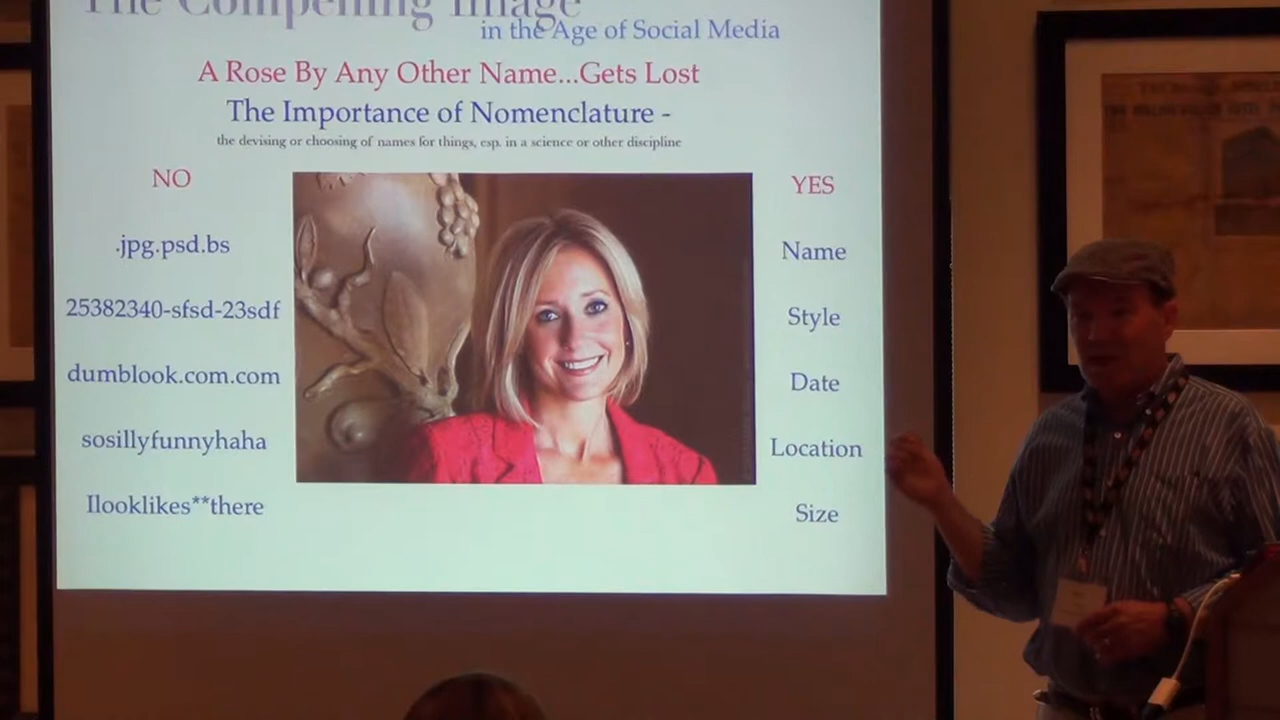 The Compelling Image
in the Age of Social Media
A Rose By Any Other Name...Gets Lost
The Importance of Nomenclature -
the devising or choosing of names for things, esp. in a science or other discipline
NO
.jpg.psd.bs
25382340-sfsd-23sdf
dumblook.com.com
sosillyfunnyhaha
Ilooklikes**there
YES
Name
Style
Date
Location
Size